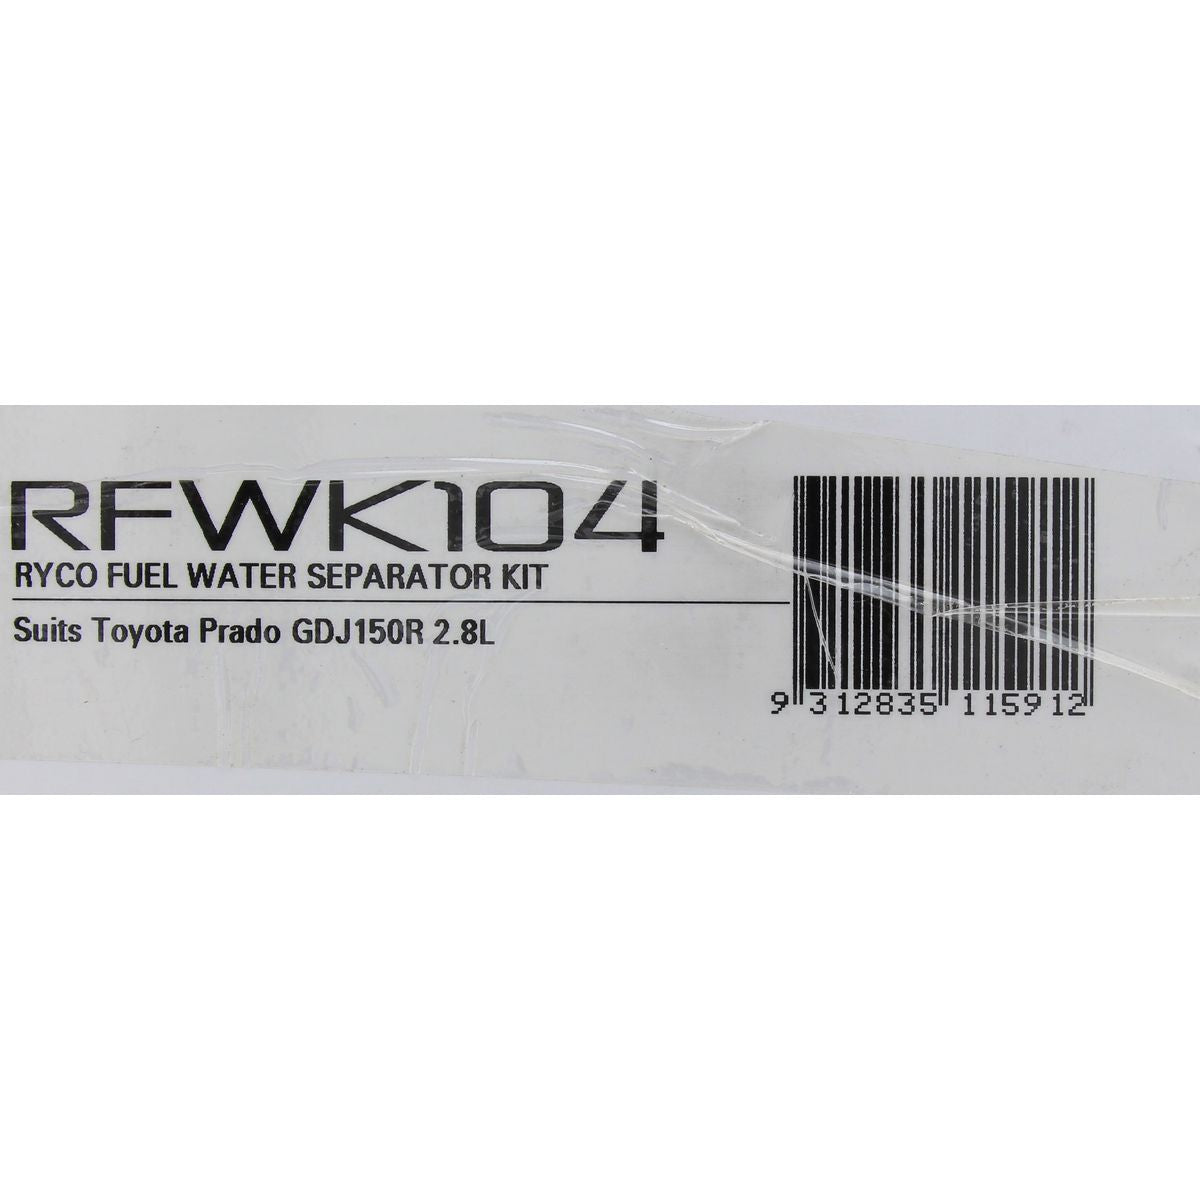 RFWK104
RYCO FUEL WATER SEPARATOR KIT
Suits Toyota Prado GDJ150R 2.8L
9 312835 115912